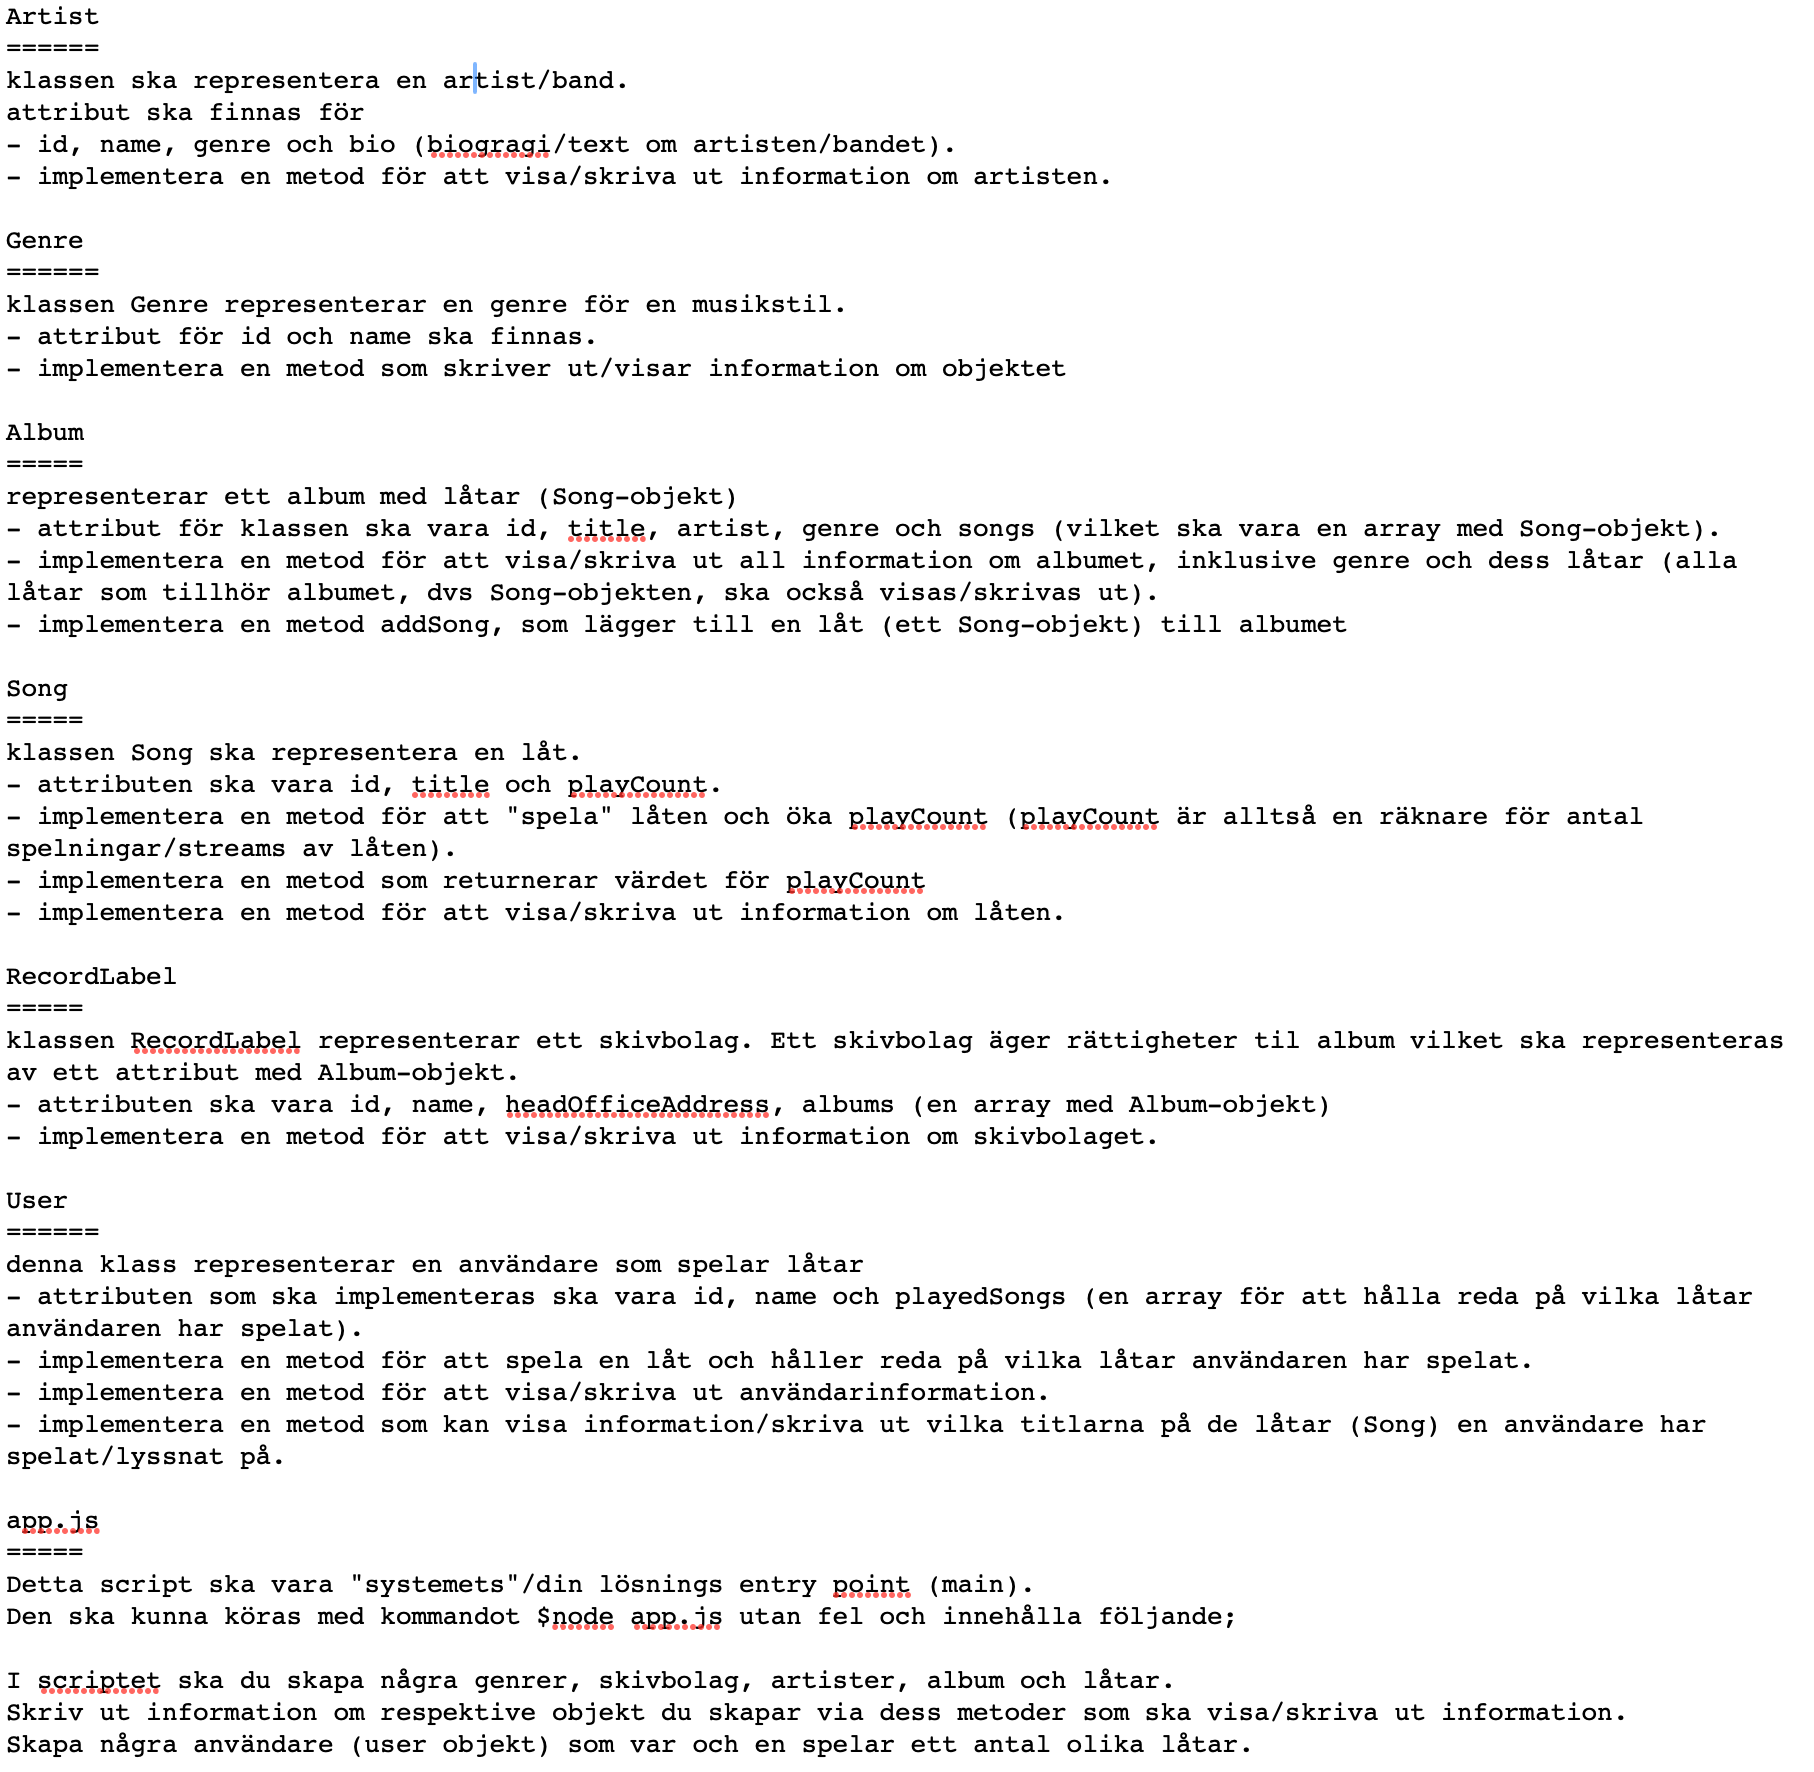 Artist
======
klassen ska representera en artist/band.
attribut ska finnas för
– id, name, genre och bio (biogragi/text om artisten/bandet).
– implementera en metod för att visa/skriva ut information om artisten.
Genre
======
klassen Genre representerar en genre för en musikstil.
– attribut för id och name ska finnas.
– implementera en metod som skriver ut/visar information om objektet
Album
=====
representerar ett album med låtar (Song–objekt)
– attribut för klassen ska vara id, title, artist, genre och songs (vilket ska vara en array med Song–objekt).
– implementera en metod för att visa/skriva ut all information om albumet, inklusive genre och dess låtar (alla
låtar som tillhör albumet, dvs Song–objekten, ska också visas/skrivas ut).
– implementera en metod addSong, som lägger till en låt (ett Song–objekt) till albumet
Song
=====
klassen Song ska representera en låt.
– attributen ska vara id, title och playCount.
– implementera en metod för att "spela" låten och öka playCount (playCount är alltså en räknare för antal
spelningar/streams av låten).
– implementera en metod som returnerar värdet för playCount
– implementera en metod för att visa/skriva ut information om låten.
RecordLabel
=====
klassen RecordLabel representerar ett skivbolag. Ett skivbolag äger rättigheter til album vilket ska representeras
av ett attribut med Album–objekt.
– attributen ska vara id, name, headOfficeAddress, albums (en array med Album–objekt)
– implementera en metod för att visa/skriva ut information om skivbolaget.
User
======
denna klass representerar en användare som spelar låtar
– attributen som ska implementeras ska vara id, name och playedSongs (en array för att hålla reda på vilka låtar
användaren har spelat).
– implementera en metod för att spela en låt och håller reda på vilka låtar användaren har spelat.
– implementera en metod för att visa/skriva ut användarinformation.
– implementera en metod som kan visa information/skriva ut vilka titlarna på de låtar (Song) en användare har
spelat/lyssnat på.
app.js
=====
Detta script ska vara "systemets"/din lösnings entry point (main).
Den ska kunna köras med kommandot $node app.js utan fel och innehålla följande;
I scriptet ska du skapa några genrer, skivbolag, artister, album och låtar.
Skriv ut information om respektive objekt du skapar via dess metoder som ska visa/skriva ut information.
Skapa några användare (user objekt) som var och en spelar ett antal olika låtar.